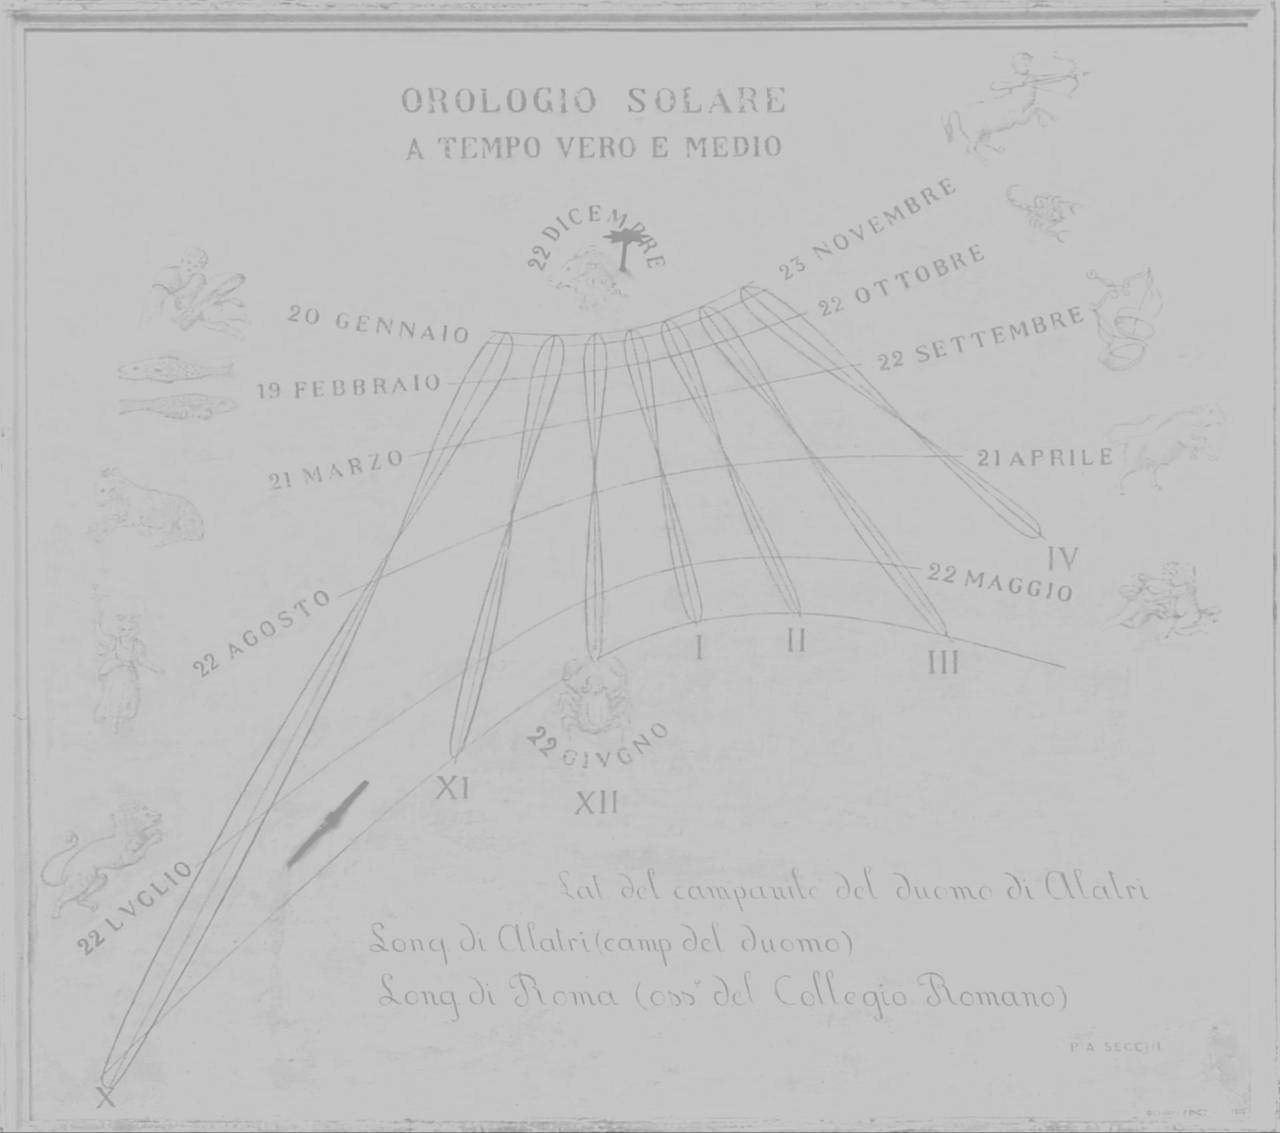 OROLOGIO SOLARE
A TEMPO VERO E MEDIO
22 DICEMBRE
23 NOVEMBRE
22 OTTOBRE
22 SETTEMBRE
20 GENNAIO
19 FEBBRAIO
21 MARZO
21 APRILE
IV
22 MAGGIO
22 AGOSTO
I
II
III
22 GIVGNO
XI
XII
22 LVGLIO
X
Lat del campanile del duomo di Alatri
Long di Alatri (camp del duomo)
Long di Roma (oss° del Collegio Romano)
P A SECCHI